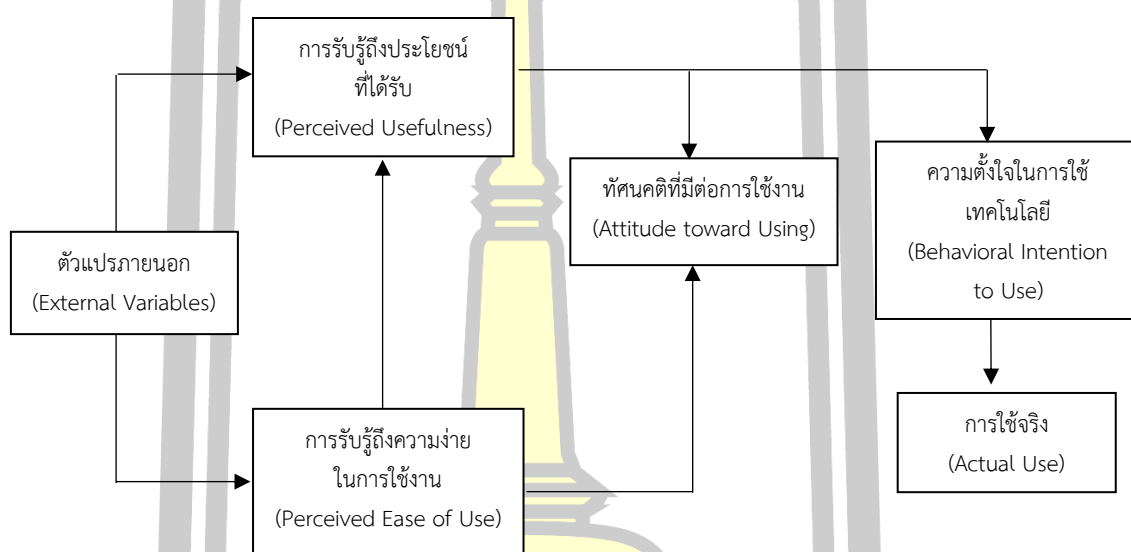 การรับรู้ถึงประโยชน์
ที่ได้รับ
(Perceived Usefulness)
ทัศนคติที่มีต่อการใช้งาน
(Attitude toward Using)
ความตั้งใจในการใช้
เทคโนโลยี
(Behavioral Intention
to Use)
ตัวแปรภายนอก
(External Variables)
การรับรู้ถึงความง่าย
ในการใช้งาน
(Perceived Ease of Use)
การใช้จริง
(Actual Use)